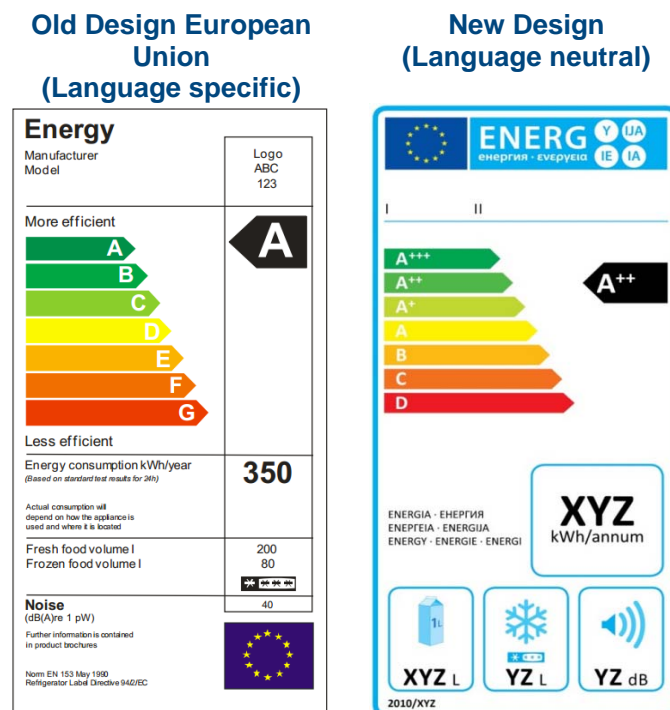 Old Design European
Union
(Language specific)
Energy
Manufacturer
Model
Logo
ABC
123
More efficient
A
B
C
D
E
F
G
A
Less efficient
Energy consumption kWh/year
(Based on standard test results for 24h)
350
Actual consumption will
depend on how the appliance is
used and where it is located
Fresh food volume l
200
Frozen food volume l
80
Noise
(dB(A)re 1 pW)
40
Further information is contained
in product brochures
Norm EN 153 May 1990
Refrigerator Label Directive 94/2/EC
New Design
(Language neutral)
ENERG
енергия · ενεργεια
Y
IJA
IE
IA
I
II
A+++
A++
A+
A
B
C
D
A++
ENERGIA · ЕНЕРГИЯ
ΕΝΕΡΓΕΙΑ · ENERGIJA
ENERGY · ENERGIE · ENERGI
XYZ
kWh/annum
1L
XYZ L
YZ L
YZ dB
2010/XYZ